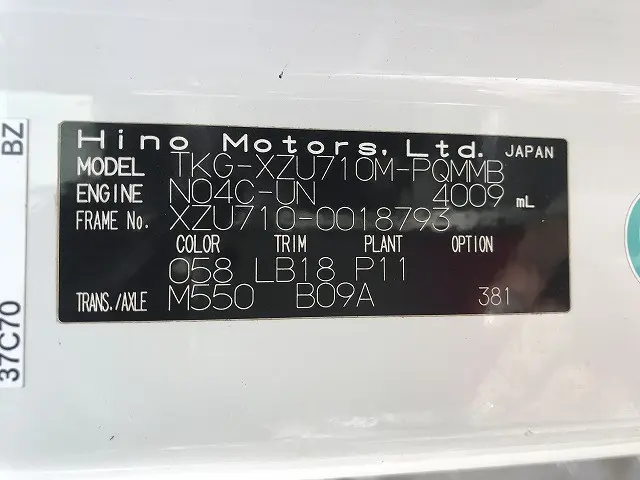 Hino Motors, Ltd. JAPAN
MODEL TKG-XZU710M-PQMMB
ENGINE N04C-UN 4009 mL
FRAME No. XZU710-0018793
COLOR TRIM PLANT OPTION
058 LB18 P11
TRANS./AXLE M550 B09A 381
BZ
37C70